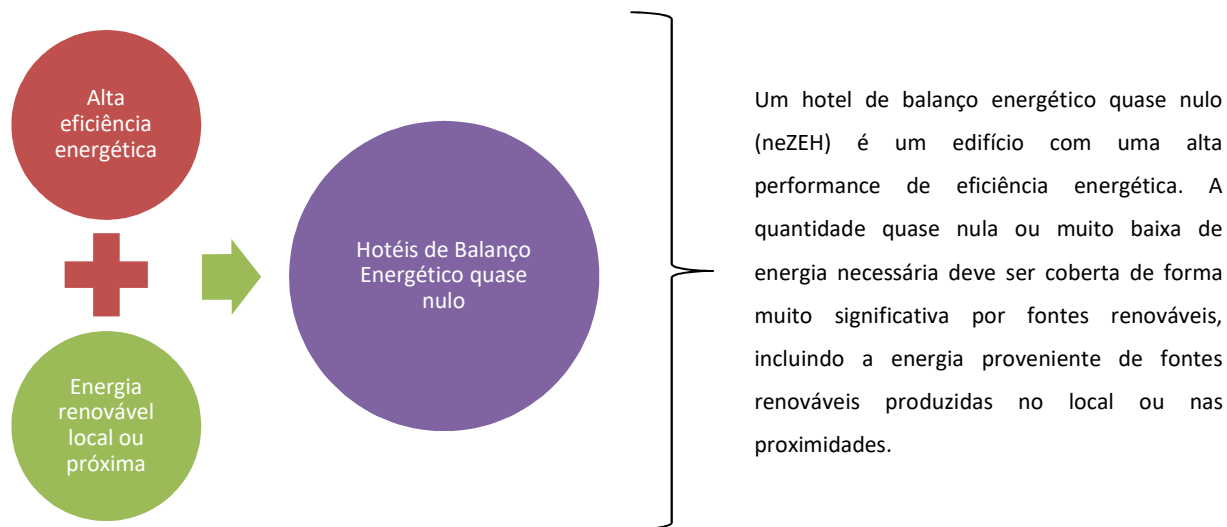 Alta
eficiência
energética
Energia
renovável
local ou
próxima
Hotéis de Balanço
Energético quase
nulo
Um hotel de balanço energético quase nulo
(neZEH) é um edifício com uma alta
performance de eficiência energética. A
quantidade quase nula ou muito baixa de
energia necessária deve ser coberta de forma
muito significativa por fontes renováveis,
incluindo a energia proveniente de fontes
renováveis produzidas no local ou nas
proximidades.